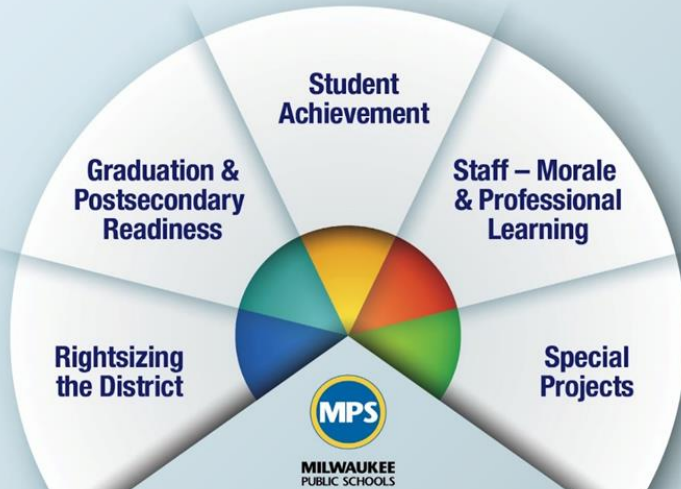 Student
Achievement
Graduation &
Postsecondary
Readiness
Staff – Morale
& Professional
Learning
Rightsizing
the District
Special
Projects
MPS
MILWAUKEE
PUBLIC SCHOOLS